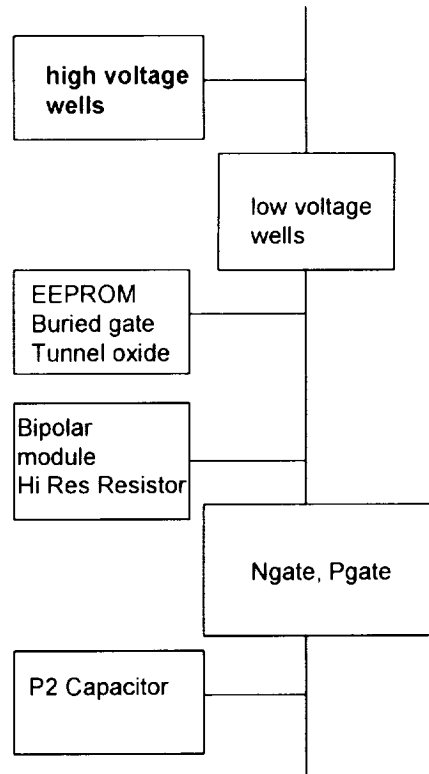 high voltage
wells
low voltage
wells
EEPROM
Buried gate
Tunnel oxide
Bipolar
module
Hi Res Resistor
Ngate, Pgate
P2 Capacitor